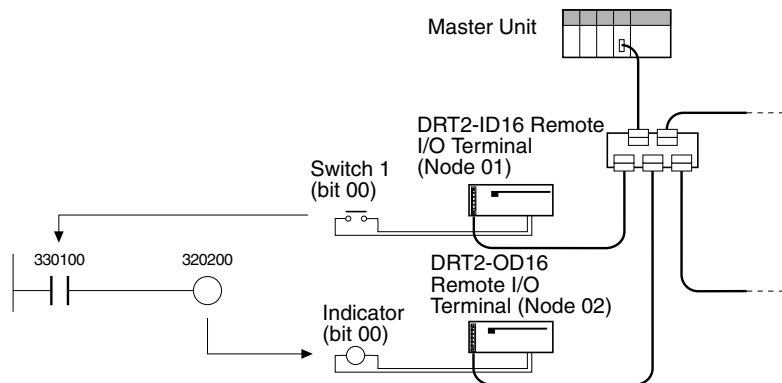 Master Unit
DRT2-ID16 Remote
I/O Terminal
(Node 01)
Switch 1
(bit 00)
330100
320200
DRT2-OD16
Remote I/O
Terminal (Node 02)
Indicator
(bit 00)